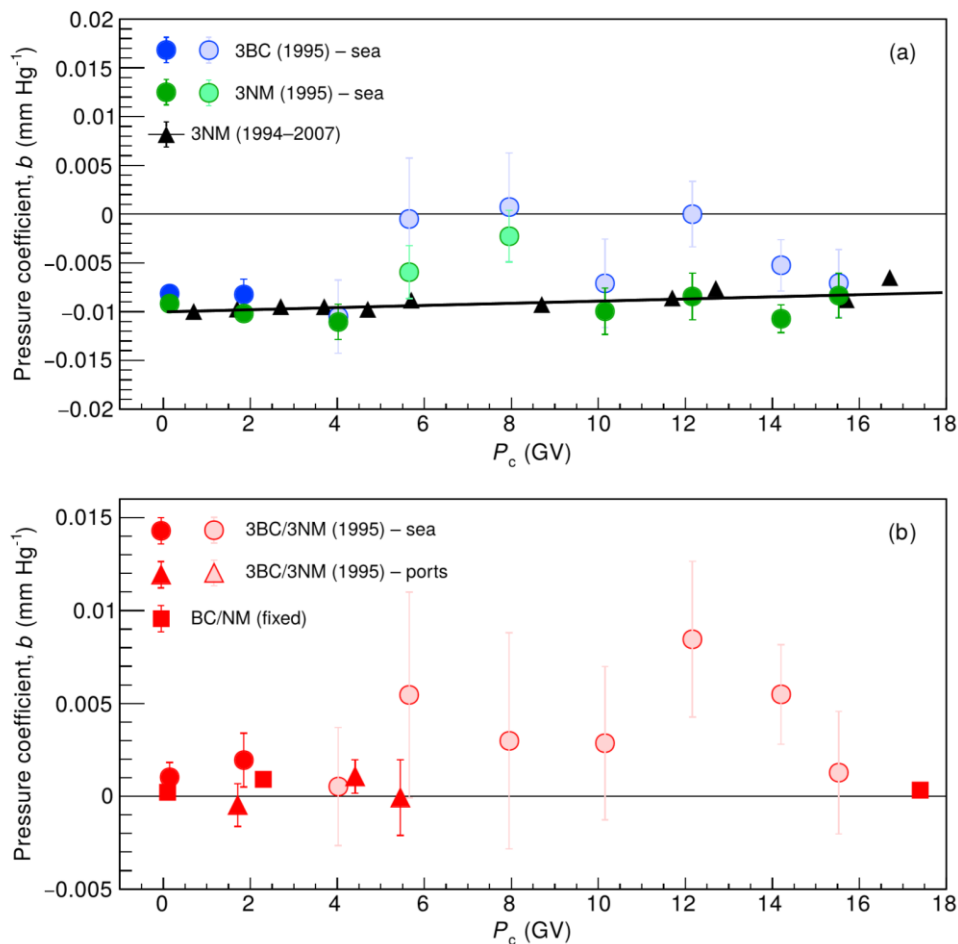 0.02
(a)
3BC (1995) – sea
0.015
3NM (1995) – sea
0.01
3NM (1994–2007)
0.005
0
−0.005
−0.01
−0.015
−0.02
Pressure coefficient, b (mm Hg⁻¹)
0 2 4 6 8 10 12 14 16 18
Pc (GV)
0.015
(b)
3BC/3NM (1995) – sea
3BC/3NM (1995) – ports
0.01
BC/NM (fixed)
0.005
0
−0.005
Pressure coefficient, b (mm Hg⁻¹)
0 2 4 6 8 10 12 14 16 18
Pc (GV)